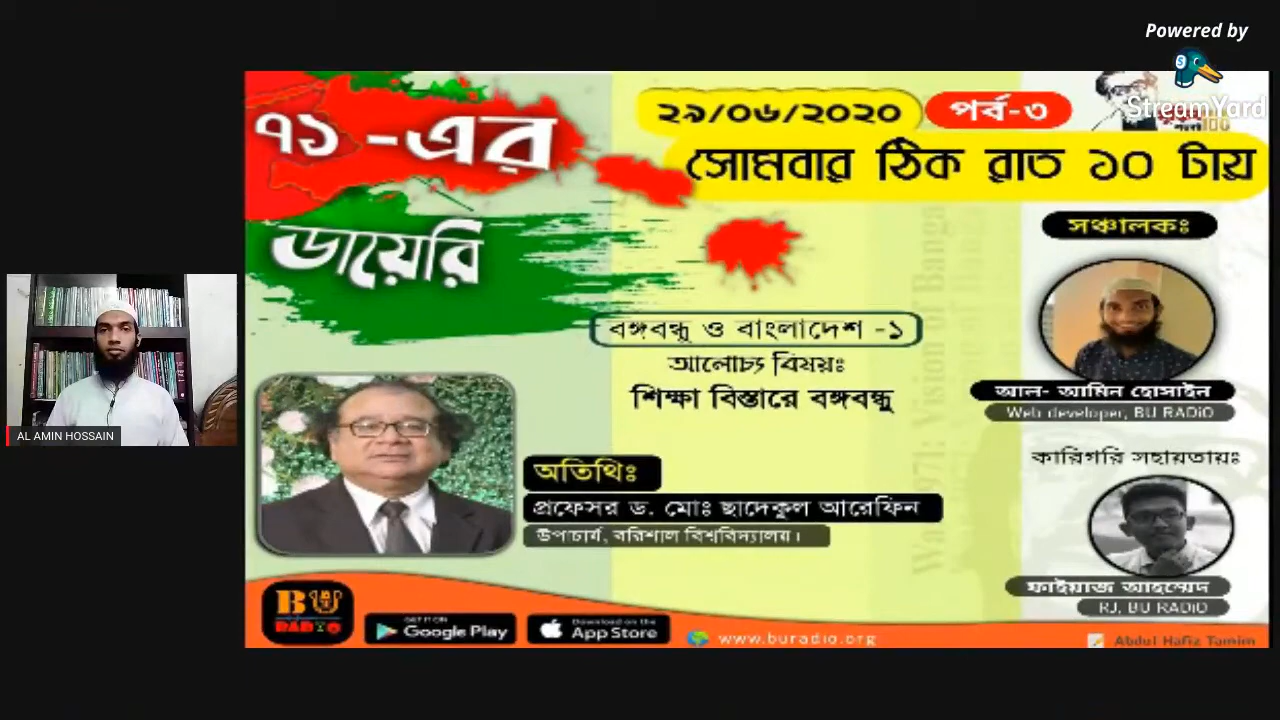 Powered by
StreamYard
৭১ -এর
ডায়েরি
২৯/০৬/২০২০
পর্ব-৩
সোমবার ঠিক রাত ১০ টায়
সঞ্চালকঃ
আল- আমিন হোসাইন
Web developer, BU RADiO
বঙ্গবন্ধু ও বাংলাদেশ -১
আলোচ্য বিষয়ঃ
শিক্ষা বিস্তারে বঙ্গবন্ধু
AL AMIN HOSSAIN
অতিথিঃ
প্রফেসর ড. মোঃ ছাদেকুল আরেফিন
উপাচার্য, বরিশাল বিশ্ববিদ্যালয়।
কারিগরি সহায়তায়ঃ
ফাইয়াজ আহম্মেদ
RJ, BU RADiO
BU
RADiO
GET IT ON
Google Play
Download on the
App Store
www.buradio.org
Abdul Hafiz Tamim